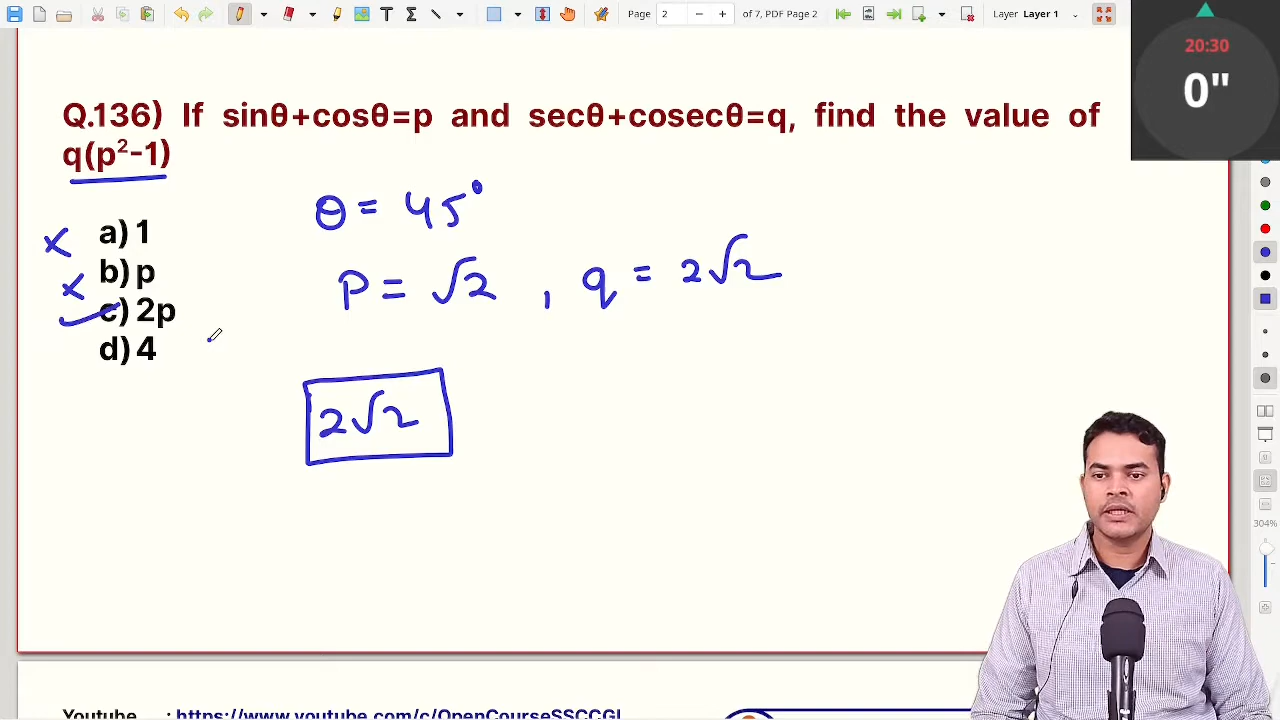 Page 2 of 7 PDF Page 2 Layer Layer 1
20:30
0"
Q.136) If sinθ+cosθ=p and secθ+cosecθ=q, find the value of
q(p²-1)
θ = 45°
a) 1
b) p
P = √2 , q = 2√2
c) 2p
d) 4
2√2
304%
Youtube : https://www.youtube.com/c/OpenCourseSSCCGL